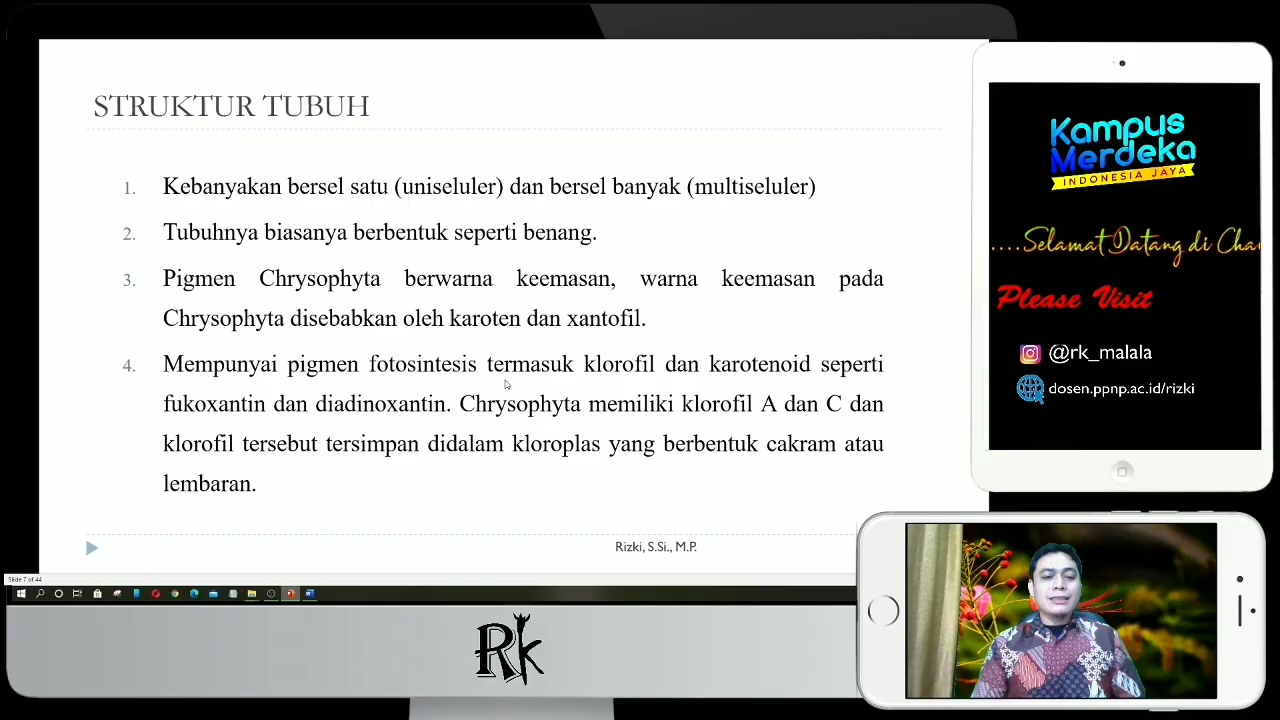 STRUKTUR TUBUH
1. Kebanyakan bersel satu (uniseluler) dan bersel banyak (multiseluler)
2. Tubuhnya biasanya berbentuk seperti benang.
3. Pigmen Chrysophyta berwarna keemasan, warna keemasan pada
Chrysophyta disebabkan oleh karoten dan xantofil.
4. Mempunyai pigmen fotosintesis termasuk klorofil dan karotenoid seperti
fukoxantin dan diadinoxantin. Chrysophyta memiliki klorofil A dan C dan
klorofil tersebut tersimpan didalam kloroplas yang berbentuk cakram atau
lembaran.
Rizki, S.Si., M.P.
Slide 7 of 44
Rk
Kampus
Merdeka
INDONESIA JAYA
....Selamat Datang di Cha
Please Visit
@rk_malala
dosen.ppnp.ac.id/rizki